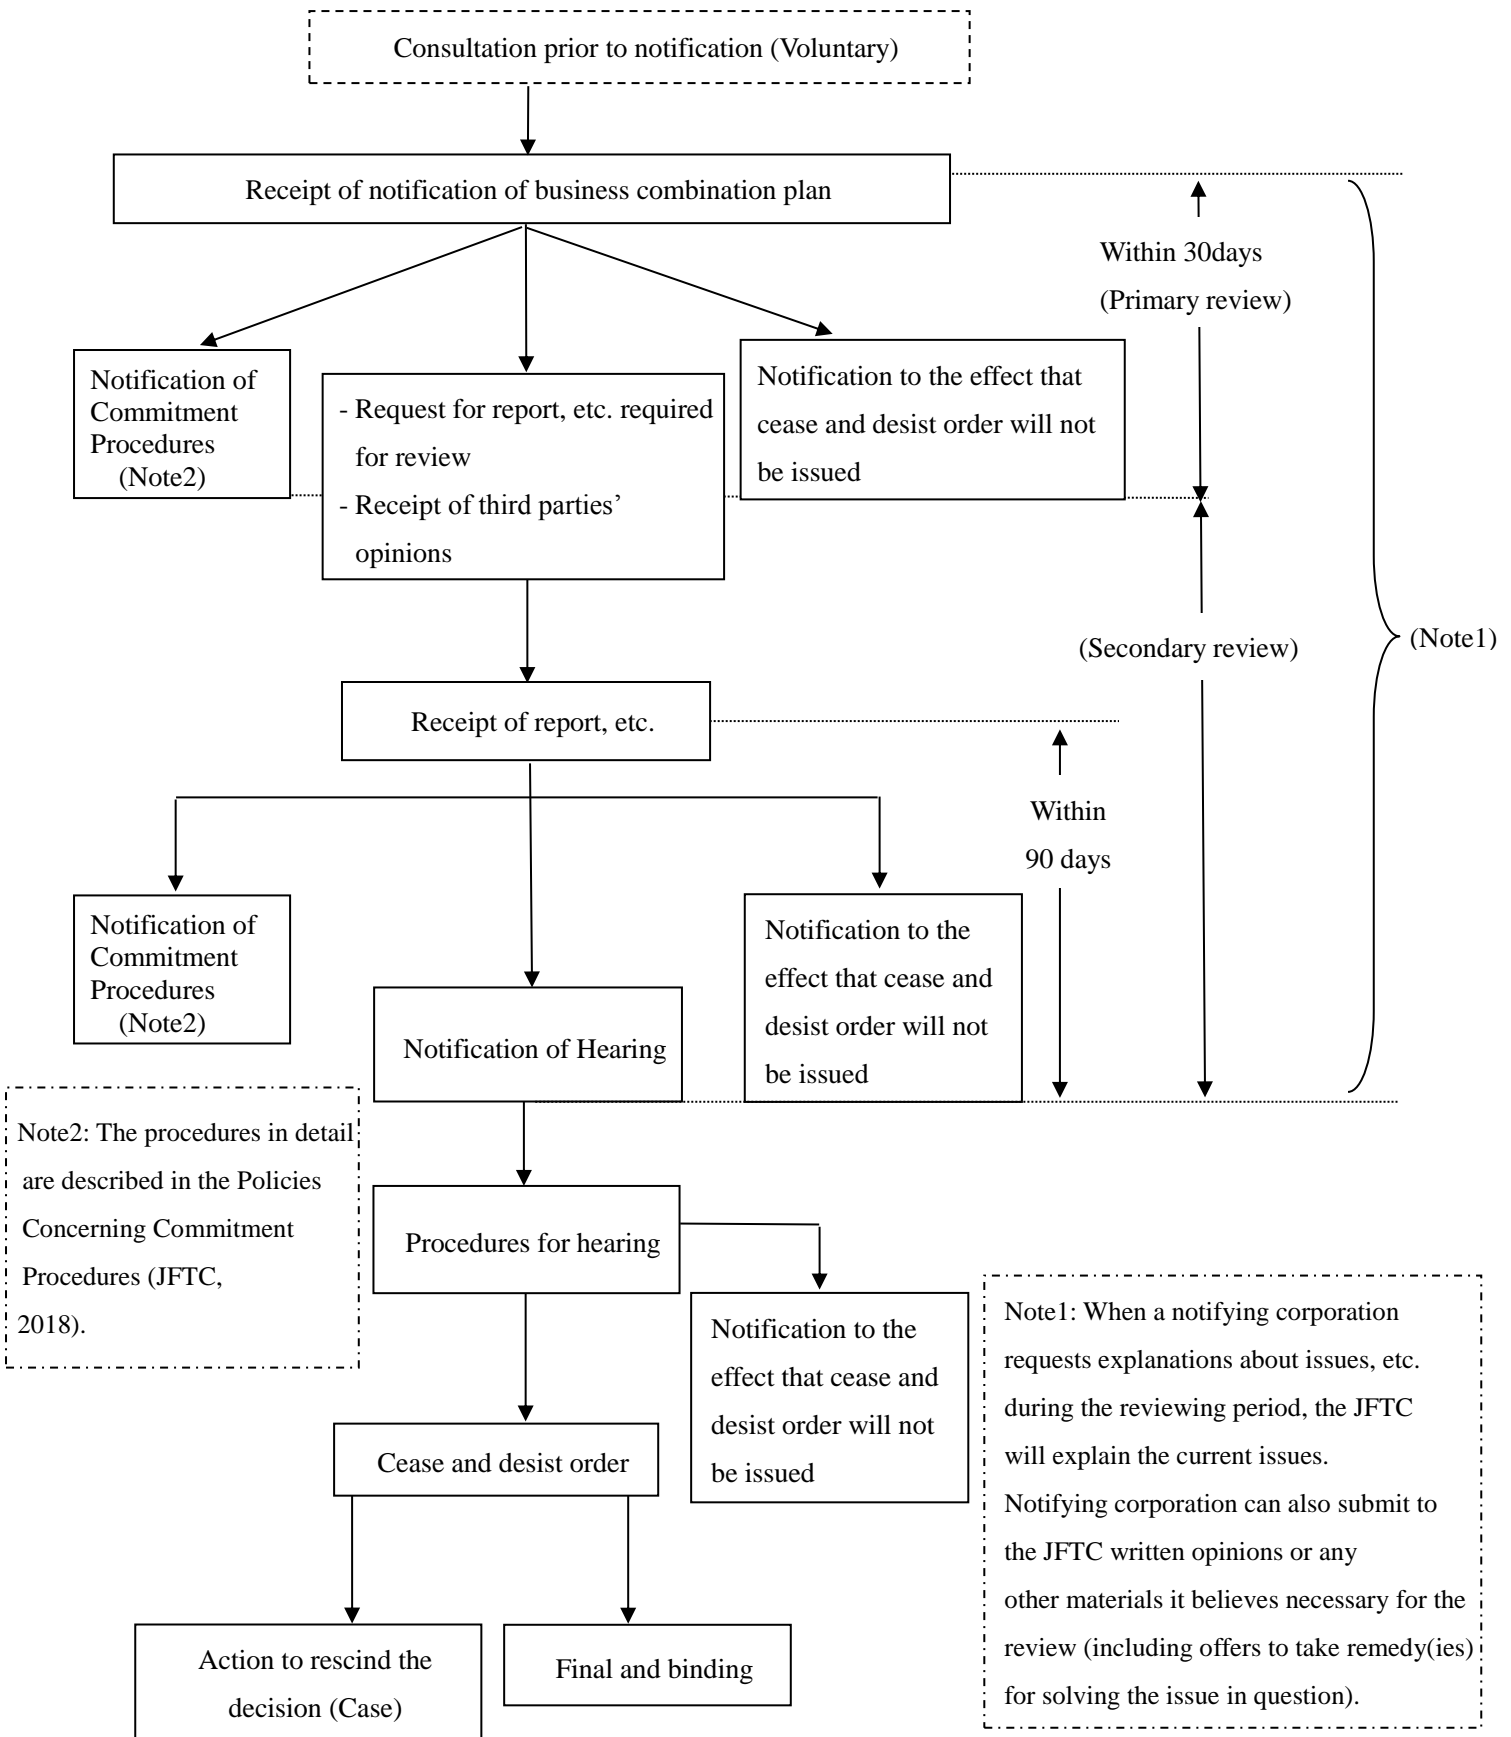 Consultation prior to notification (Voluntary)
Receipt of notification of business combination plan
Within 30days
(Primary review)
Notification of
Commitment
Procedures
(Note2)
- Request for report, etc. required
for review
- Receipt of third parties’
opinions
Notification to the effect that
cease and desist order will not
be issued
(Secondary review)
(Note1)
Receipt of report, etc.
Within
90 days
Notification of
Commitment
Procedures
(Note2)
Notification of Hearing
Notification to the
effect that cease and
desist order will not
be issued
Note2: The procedures in detail
are described in the Policies
Concerning Commitment
Procedures (JFTC,
2018).
Procedures for hearing
Notification to the
effect that cease and
desist order will not
be issued
Note1: When a notifying corporation
requests explanations about issues, etc.
during the reviewing period, the JFTC
will explain the current issues.
Notifying corporation can also submit to
the JFTC written opinions or any
other materials it believes necessary for the
review (including offers to take remedy(ies)
for solving the issue in question).
Cease and desist order
Action to rescind the
decision (Case)
Final and binding